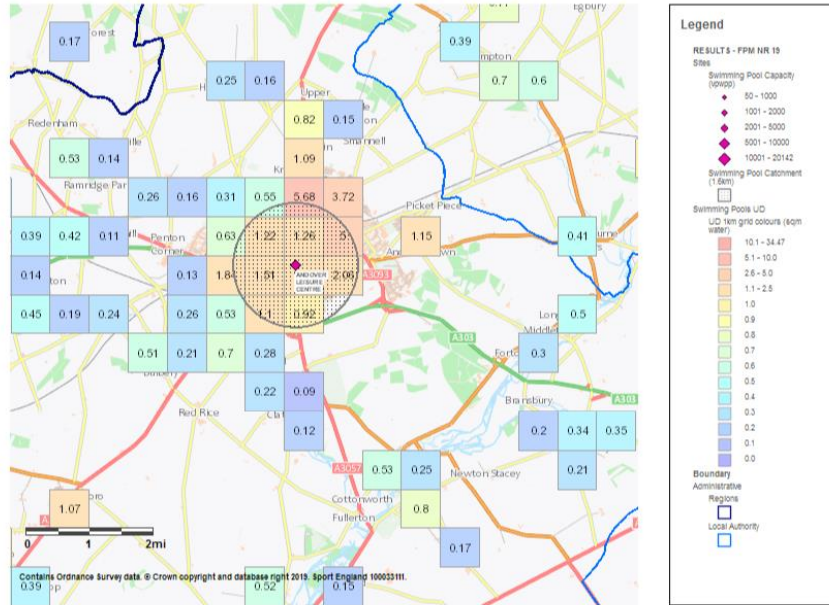 0.17
orest
Egbury
0.39
mpton
0.25
0.16
0.7
0.6
Upper
Redenham
0.82
0.15
Smannell
0.53
0.14
1.09
Ramridge Par
0.26
0.16
0.31
0.55
5.68
3.72
Picket Piece
0.39
0.42
0.11
Penton
Corner
0.63
1.22
1.26
1.15
0.41
0.14
0.13
1.51
2.06
A3093
ANDOVER
LEISURE
CENTRE
0.45
0.19
0.24
0.26
0.53
0.92
0.5
Middle
A303
0.51
0.21
0.7
0.28
0.3
0.22
0.09
Bransbury
A303
Red Rice
0.12
0.2
0.34
0.35
A3057
0.53
0.25
Newton Stacey
0.21
Cottonworth
Fullerton
0.8
1.07
0.17
0 1 2mi
Contains Ordnance Survey data. © Crown copyright and database right 2019. Sport England 100033111.
0.39
0.52
0.15
Legend
RESULTS - FPM NR 19
Sites
Swimming Pool Capacity
(vpwpp)
50 - 1000
1001 - 2000
2001 - 5000
5001 - 10000
10001 - 20142
Swimming Pool Catchment
(1.6km)
Swimming Pools UD
UD 1km grid colours (sqm
water)
10.1 - 34.47
5.1 - 10.0
2.6 - 5.0
1.1 - 2.5
1.0
0.9
0.8
0.7
0.6
0.5
0.4
0.3
0.2
0.1
0.0
Boundary
Administrative
Regions
Local Authority